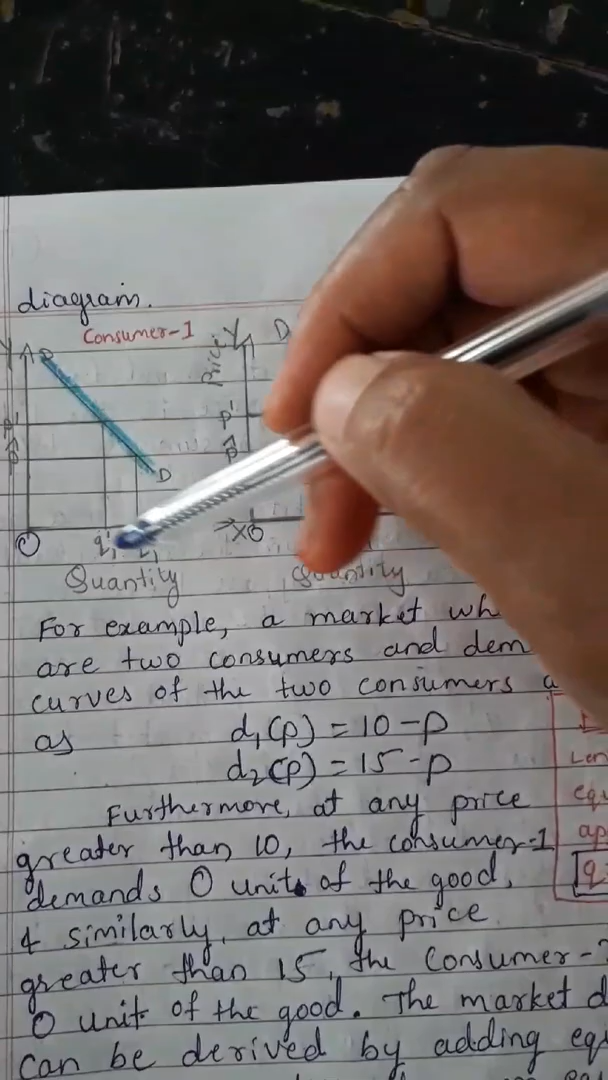 diagram.
Consumer-1
Y D
Price Y D
p' p'
p̂ p̂
D
O q'₁ XO
Quantity Quantity
For example, a market
are two consumers and
curves of the two consumers
as d₁(p) = 10 - p
d₂(p) = 15 - p
Furthermore, at any price
greater than 10, the consumer-1
demands 0 units of the good,
& similarly, at any price
greater than 15, the consumer-
0 unit of the good. The market
can be derived by adding